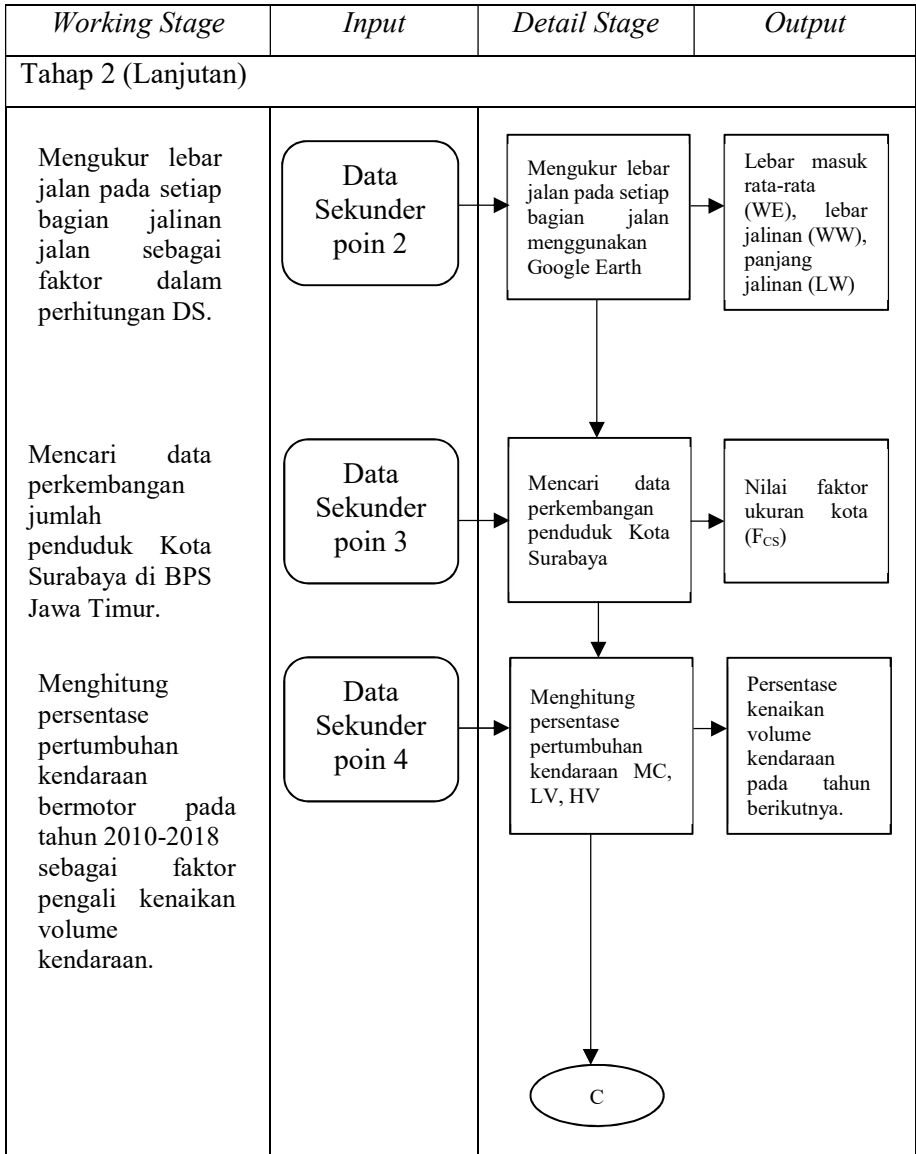 Working Stage
Input
Detail Stage
Output
Tahap 2 (Lanjutan)
Mengukur lebar
jalan pada setiap
bagian jalinan
jalan sebagai
faktor dalam
perhitungan DS.
Data
Sekunder
poin 2
Mengukur lebar
jalan pada setiap
bagian jalan
menggunakan
Google Earth
Lebar masuk
rata-rata
(WE), lebar
jalinan (WW),
panjang
jalinan (LW)
Mencari data
perkembangan
jumlah
penduduk Kota
Surabaya di BPS
Jawa Timur.
Data
Sekunder
poin 3
Mencari data
perkembangan
penduduk Kota
Surabaya
Nilai faktor
ukuran kota
(FCS)
Menghitung
persentase
pertumbuhan
kendaraan
bermotor pada
tahun 2010-2018
sebagai faktor
pengali kenaikan
volume
kendaraan.
Data
Sekunder
poin 4
Menghitung
persentase
pertumbuhan
kendaraan MC,
LV, HV
Persentase
kenaikan
volume
kendaraan
pada tahun
berikutnya.
C